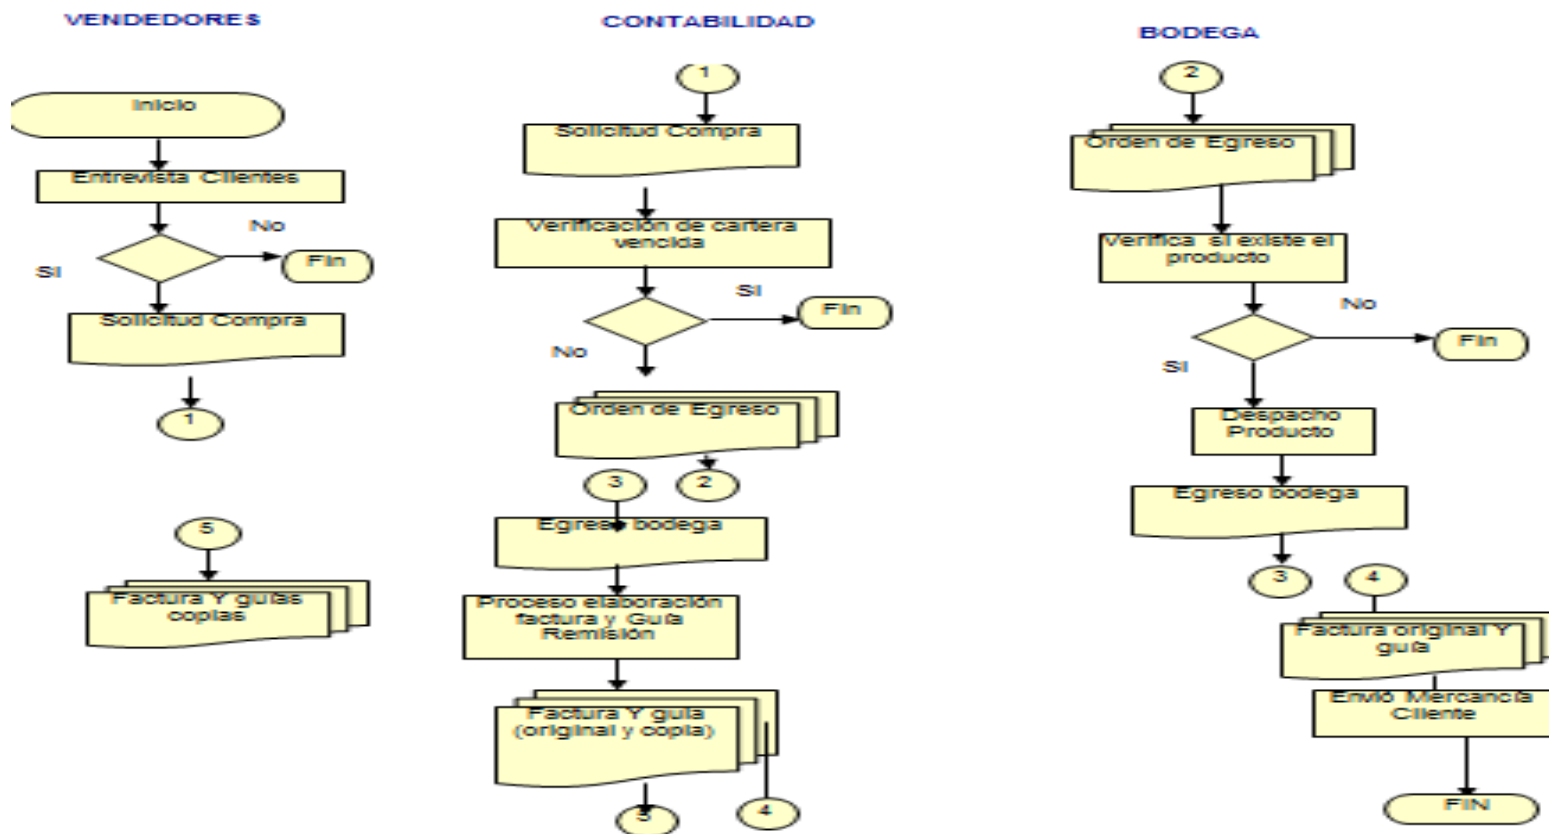 VENDEDORES
Inicio
Entrevista Clientes
No
Fin
Si
Solicitud Compra
1
5
Factura Y guías
copias
CONTABILIDAD
1
Solicitud Compra
Verificación de cartera
vencida
Si
Fin
No
Orden de Egreso
3
2
Egreso bodega
Proceso elaboración
factura y Guía
Remisión
Factura Y guía
(original y copia)
5
4
BODEGA
2
Orden de Egreso
Verifica si existe el
producto
No
Fin
Si
Despacho
Producto
Egreso bodega
3
4
Factura original Y
guía
Envió Mercancía
Cliente
FIN